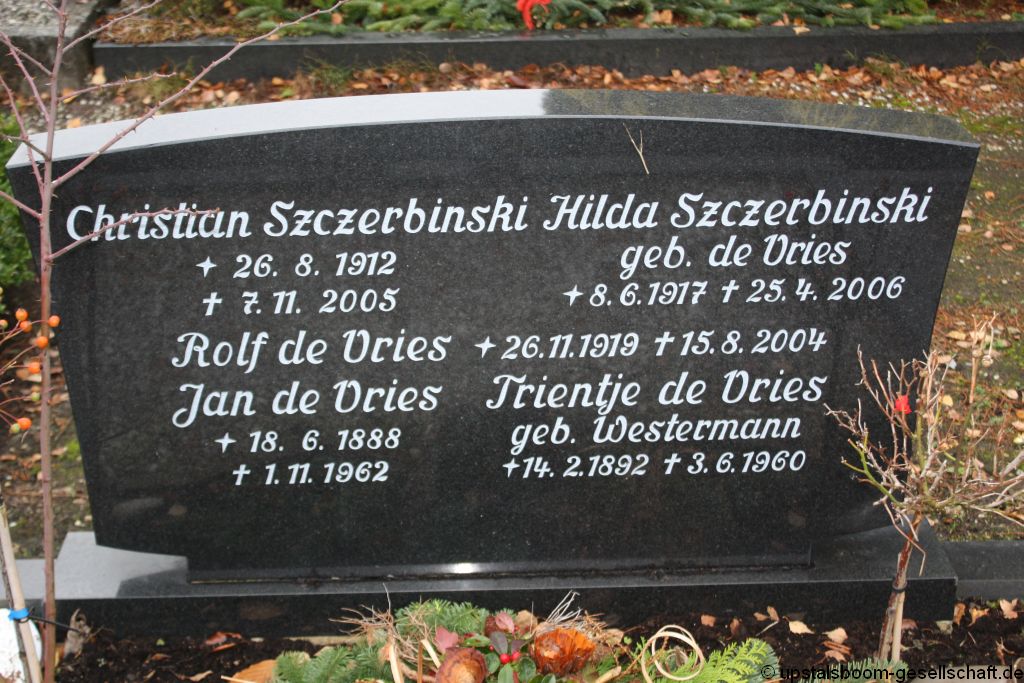 Christian Szczerbinski Hilda Szczerbinski
geb. de Vries
✦ 26. 8. 1912
✝ 7. 11. 2005
✦ 8. 6. 1917 ✝ 25. 4. 2006
Rolf de Vries ✦ 26. 11. 1919 ✝ 15. 8. 2004
Jan de Vries
✦ 18. 6. 1888
✝ 1. 11. 1962
Trientje de Vries
geb. Westermann
✦ 14. 2. 1892 ✝ 3. 6. 1960
© upstalsboom-gesellschaft.de